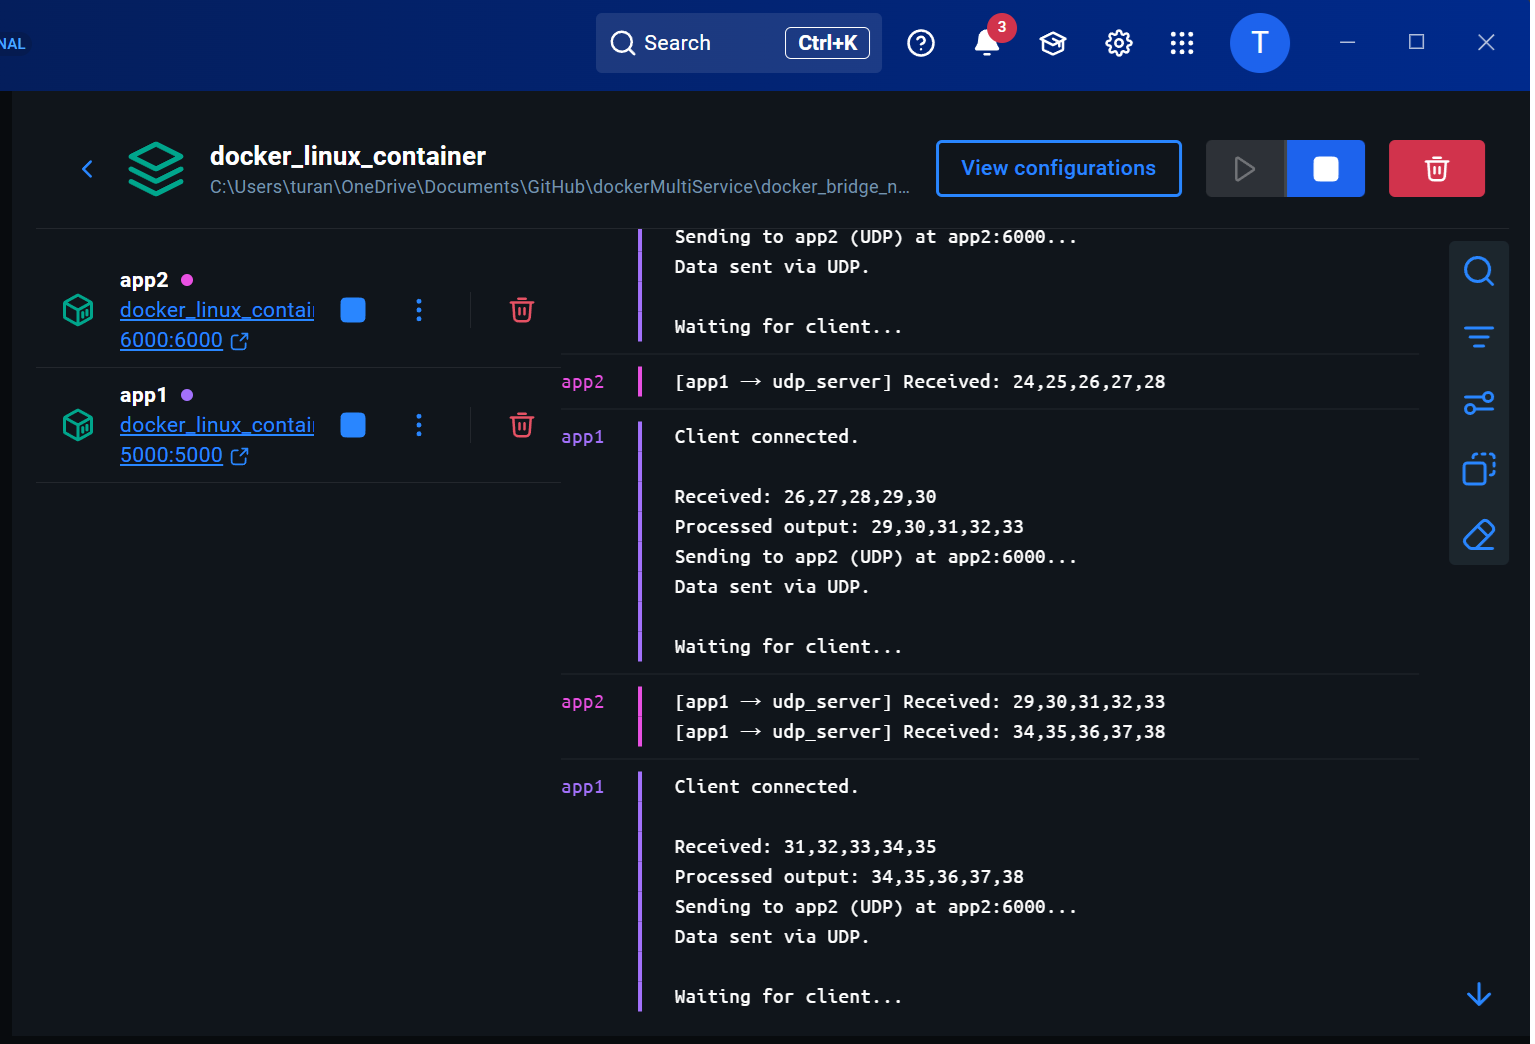 NAL
Search Ctrl+K
3
T
docker_linux_container
C:\Users\turan\OneDrive\Documents\GitHub\dockerMultiService\docker_bridge_n...
View configurations
app2
docker_linux_contai
6000:6000
app1
docker_linux_contai
5000:5000
Sending to app2 (UDP) at app2:6000...
Data sent via UDP.
Waiting for client...
app2 [app1 → udp_server] Received: 24,25,26,27,28
app1 Client connected.
Received: 26,27,28,29,30
Processed output: 29,30,31,32,33
Sending to app2 (UDP) at app2:6000...
Data sent via UDP.
Waiting for client...
app2 [app1 → udp_server] Received: 29,30,31,32,33
[app1 → udp_server] Received: 34,35,36,37,38
app1 Client connected.
Received: 31,32,33,34,35
Processed output: 34,35,36,37,38
Sending to app2 (UDP) at app2:6000...
Data sent via UDP.
Waiting for client...